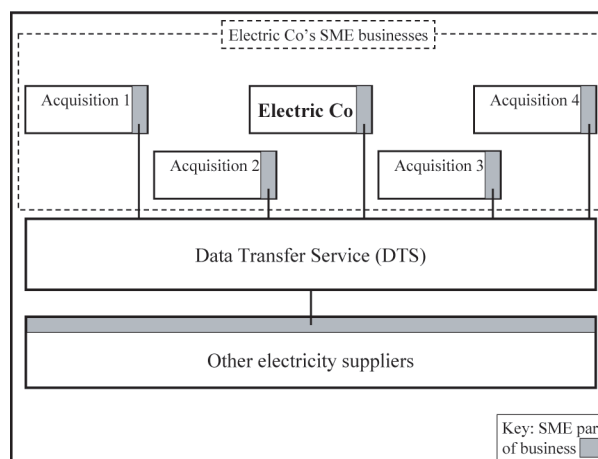 Electric Co's SME businesses
Acquisition 1
Electric Co
Acquisition 4
Acquisition 2
Acquisition 3
Data Transfer Service (DTS)
Other electricity suppliers
Key: SME par
of business